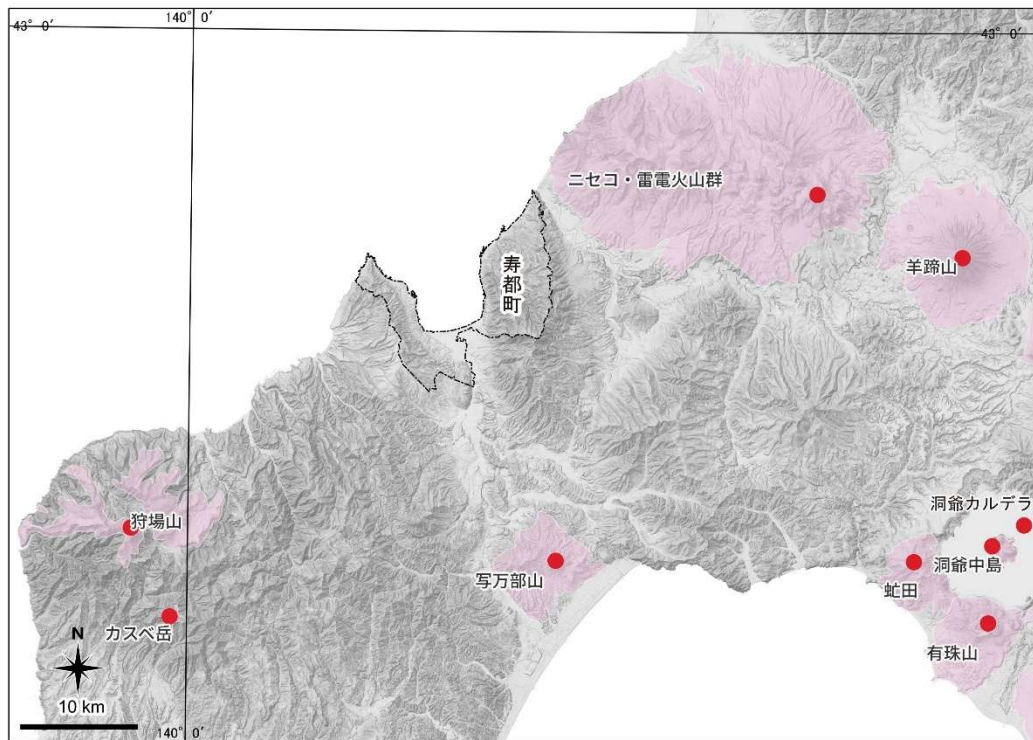 43° 0′
140° 0′
43° 0′
ニセコ・雷電火山群
寿都町
羊蹄山
狩場山
洞爺カルデラ
写万部山
洞爺中島
虻田
カスベ岳
有珠山
N
10 km
140° 0′